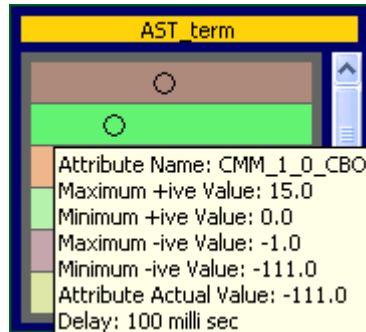 AST_term
Attribute Name: CMM_1_0_CBO
Maximum +ive Value: 15.0
Minimum +ive Value: 0.0
Maximum -ive Value: -1.0
Minimum -ive Value: -111.0
Attribute Actual Value: -111.0
Delay: 100 milli sec